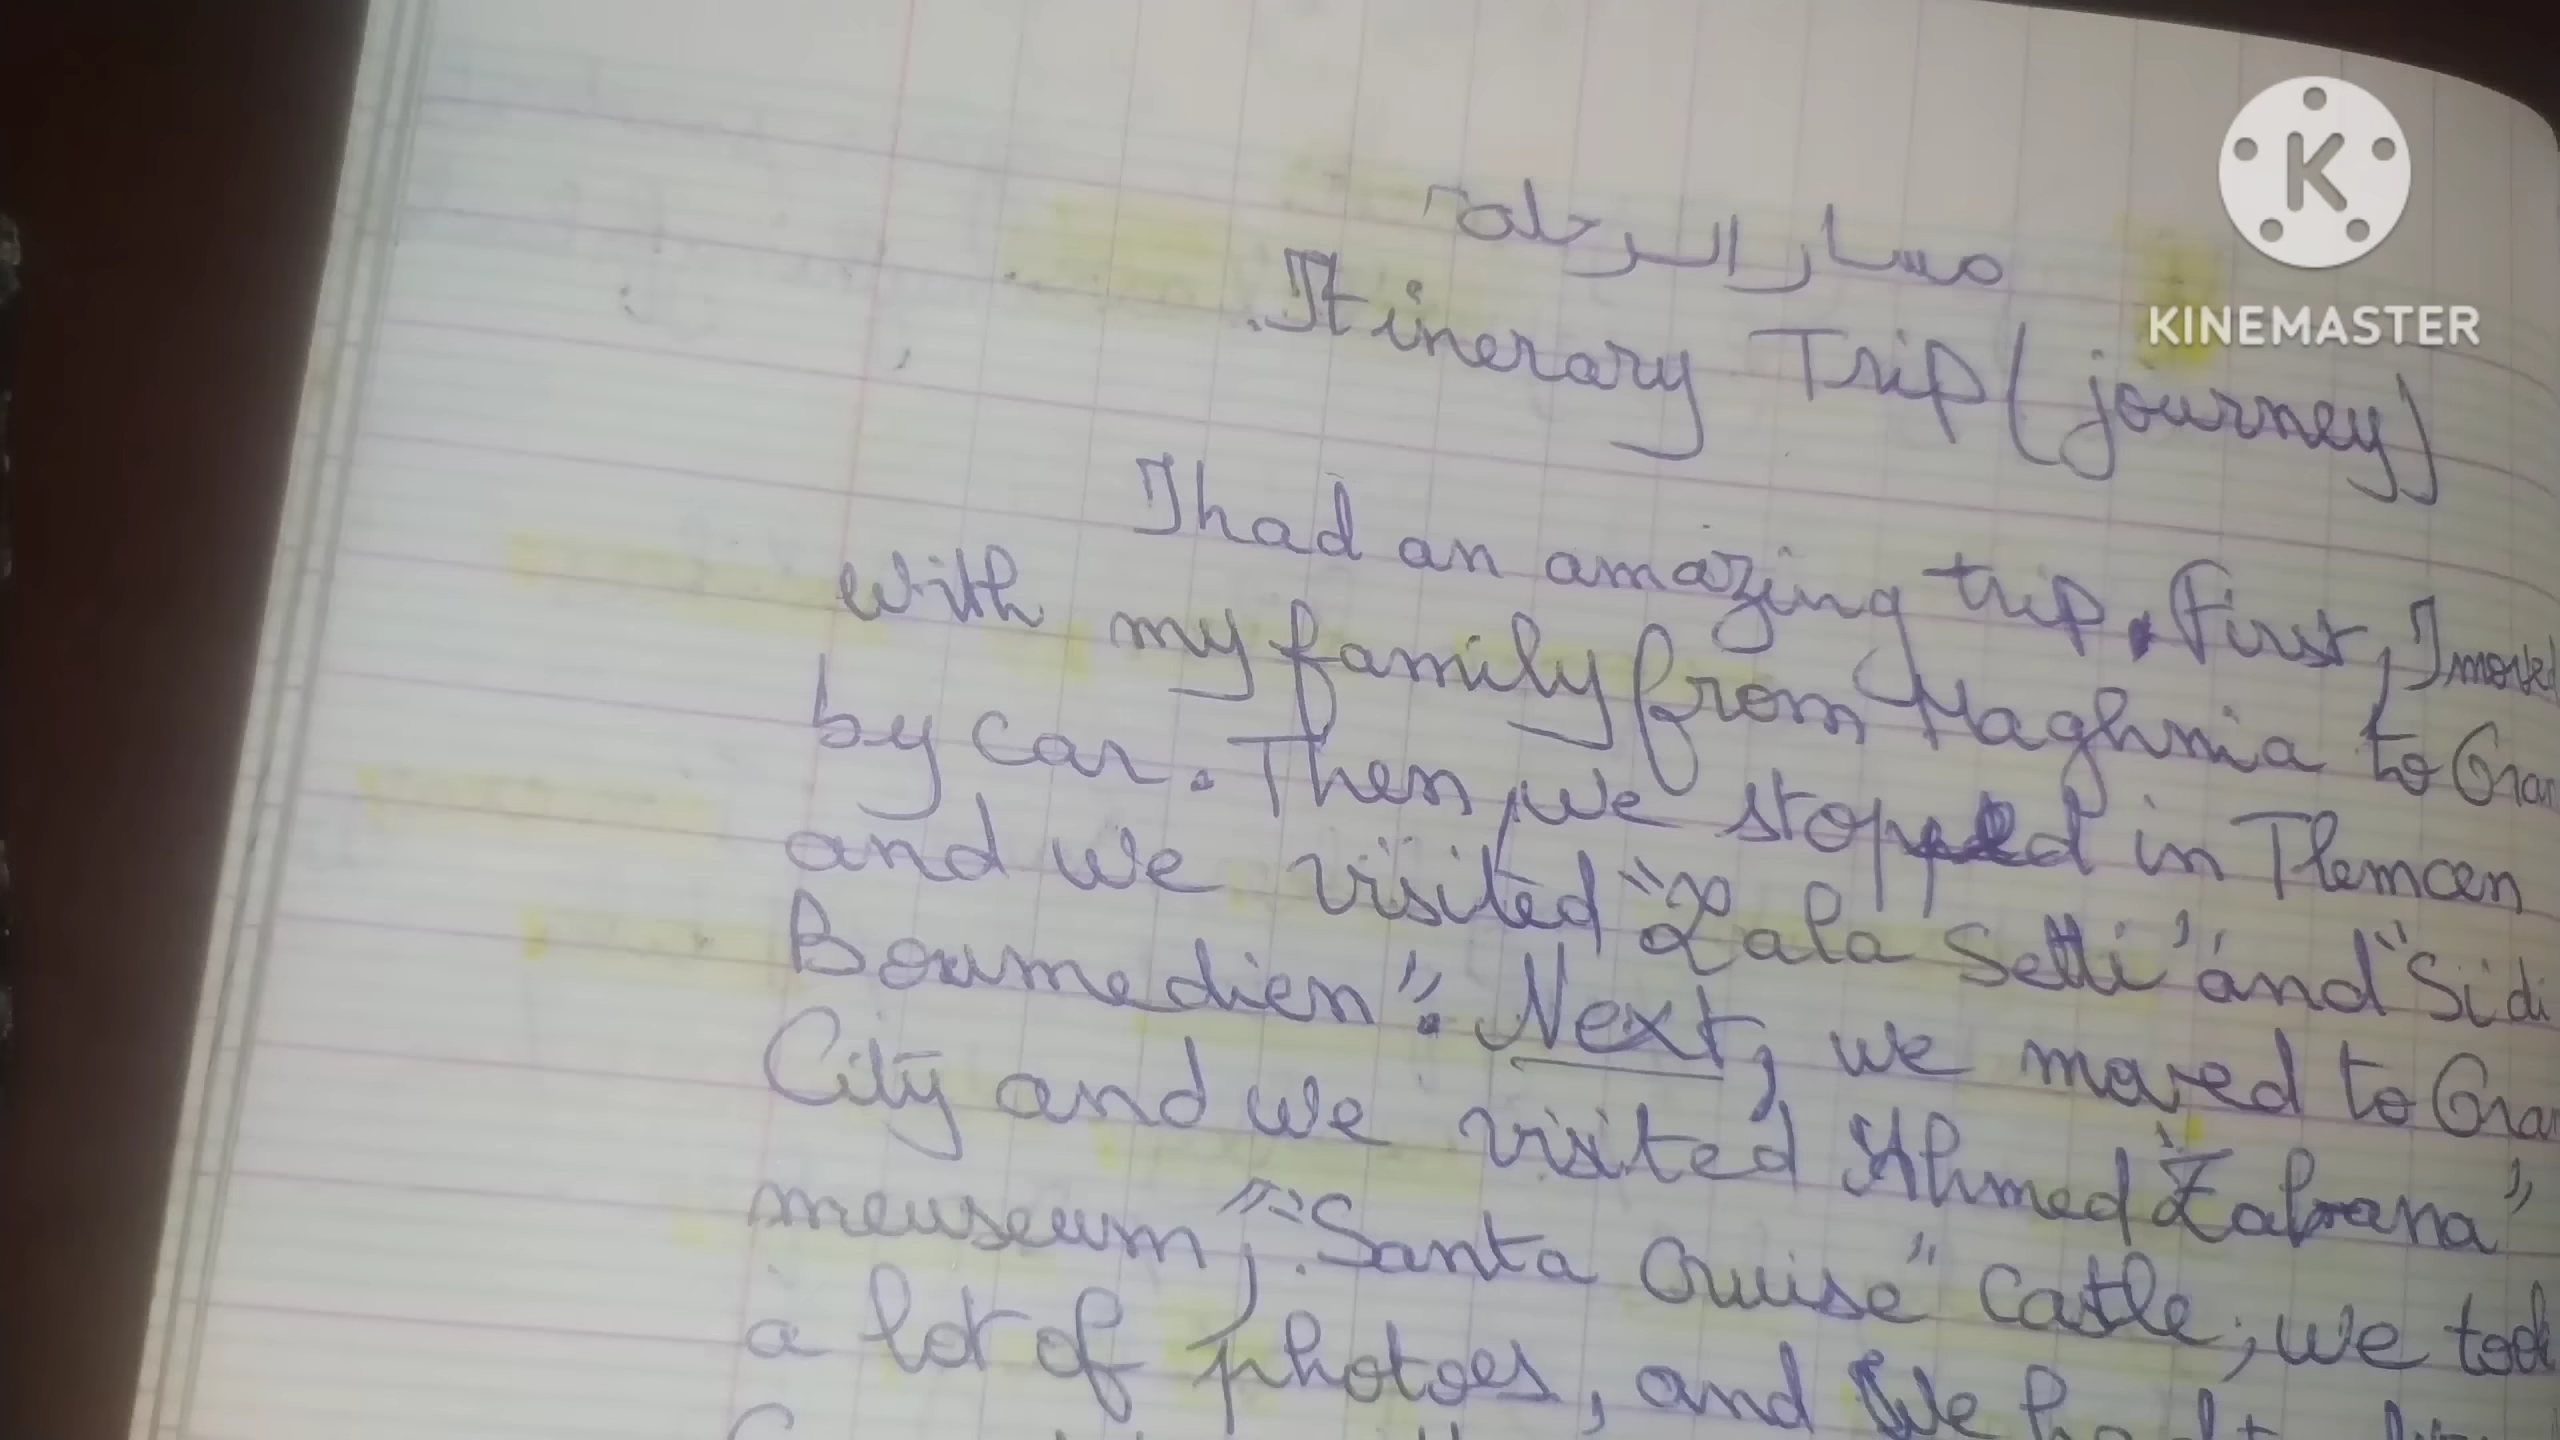 مسار الرحلة
Itinerary Trip (journey)
KINEMASTER
I had an amazing trip. First, I moved
with my family from Maghnia to Oran
by car. Then, we stopped in Tlemcen
and we visited "Lala Setti" and "Sidi
Boumedien". Next, we moved to Oran
City and we visited Ahmed "Zabana"
meuseum, "Santa Cruise" Castle, we took
a lot of photoes, and we